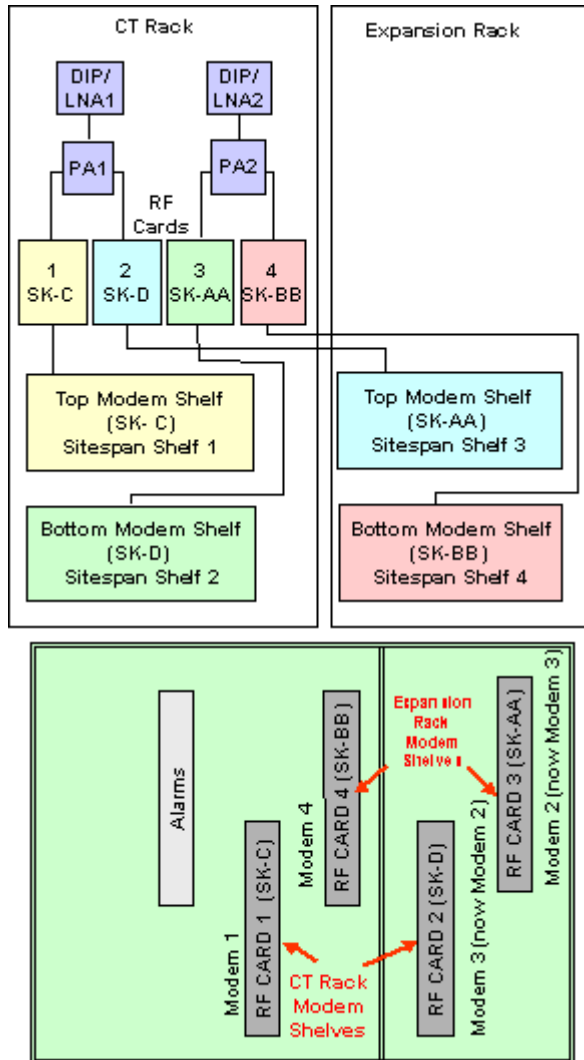 CT Rack
Expansion Rack
DIP/
LNA1
DIP/
LNA2
PA1
PA2
RF
Cards
1
SK-C
2
SK-D
3
SK-AA
4
SK-BB
Top Modem Shelf
(SK- C)
Sitespan Shelf 1
Top Modem Shelf
(SK-AA)
Sitespan Shelf 3
Bottom Modem Shelf
(SK-D)
Sitespan Shelf 2
Bottom Modem Shelf
(SK-BB)
Sitespan Shelf 4
Alarms
Modem 1
RF CARD 1 (SK-C)
Modem 4
RF CARD 4 (SK-BB)
Expansion
Rack
Modem
Shelves
RF CARD 2 (SK-D)
Modem 3 (now Modem 2)
RF CARD 3 (SK-AA)
Modem 2 (now Modem 3)
CT Rack
Modem
Shelves